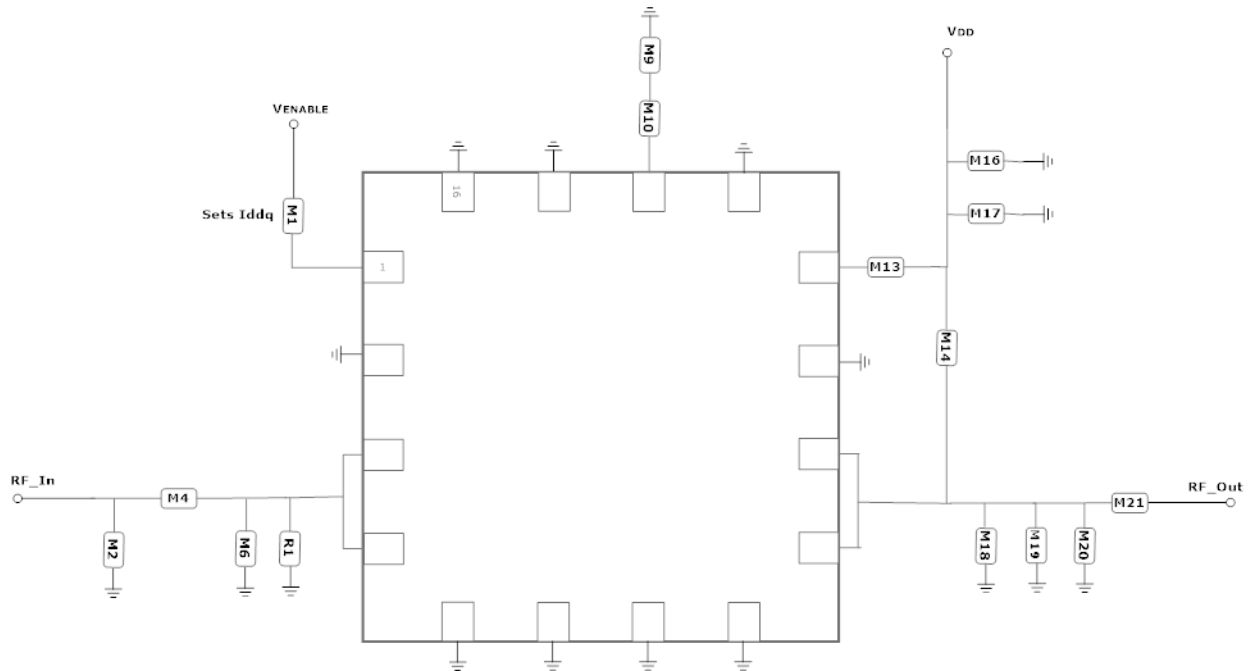 VDD
M9
M10
VENABLE
M16
16
Sets Iddq
M1
M17
1
M13
M14
RF_In
M4
RF_Out
M21
M2
M6
R1
M18
M19
M20